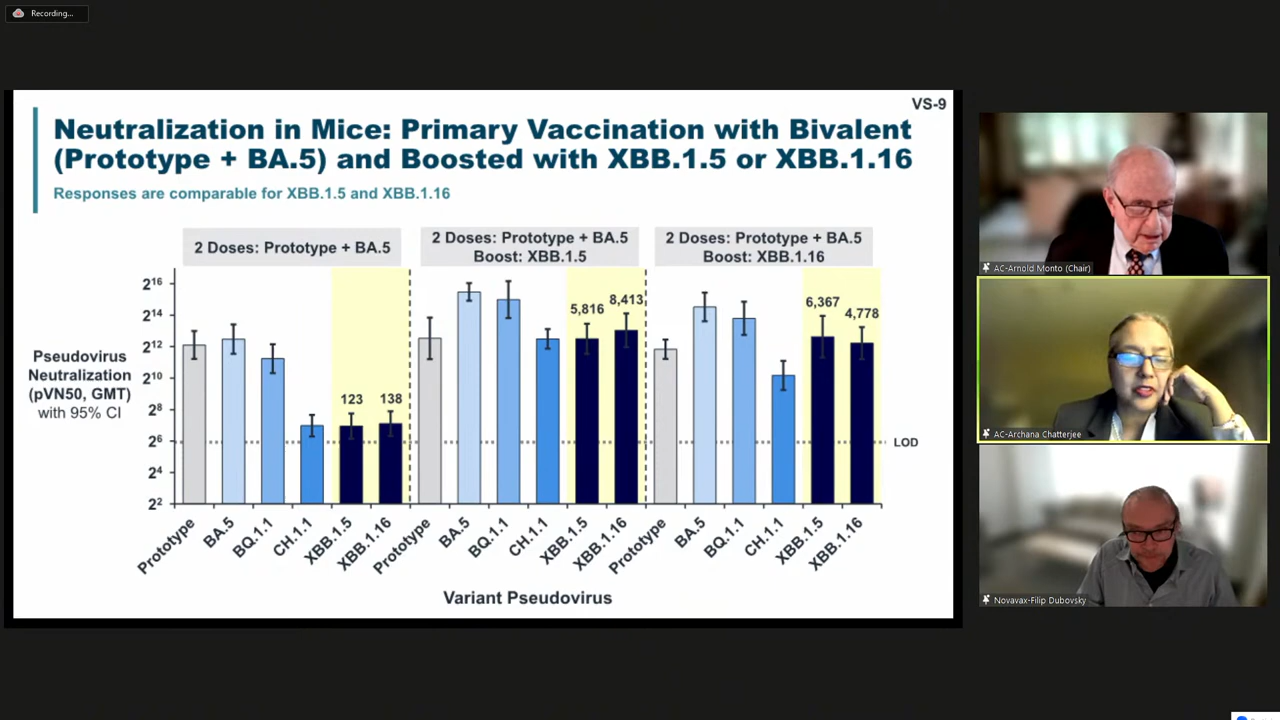 Recording...
VS-9
Neutralization in Mice: Primary Vaccination with Bivalent
(Prototype + BA.5) and Boosted with XBB.1.5 or XBB.1.16
Responses are comparable for XBB.1.5 and XBB.1.16
2 Doses: Prototype + BA.5
2 Doses: Prototype + BA.5
Boost: XBB.1.5
2 Doses: Prototype + BA.5
Boost: XBB.1.16
Pseudovirus
Neutralization
(pVN50, GMT)
with 95% CI
2¹⁶
2¹⁴
2¹²
2¹⁰
2⁸
2⁶
2⁴
2²
123
138
5,816
8,413
6,367
4,778
LOD
Prototype
BA.5
BQ.1.1
CH.1.1
XBB.1.5
XBB.1.16
Prototype
BA.5
BQ.1.1
CH.1.1
XBB.1.5
XBB.1.16
Prototype
BA.5
BQ.1.1
CH.1.1
XBB.1.5
XBB.1.16
Variant Pseudovirus
AC-Arnold Monto (Chair)
AC-Archana Chatterjee
Novavax-Filip Dubovsky